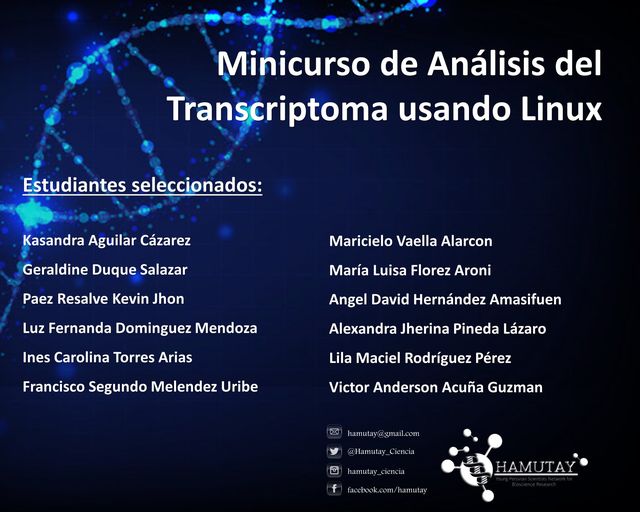 Minicurso de Análisis del
Transcriptoma usando Linux
Estudiantes seleccionados:
Kasandra Aguilar Cázarez
Geraldine Duque Salazar
Paez Resalve Kevin Jhon
Luz Fernanda Dominguez Mendoza
Ines Carolina Torres Arias
Francisco Segundo Melendez Uribe
Maricielo Vaella Alarcon
María Luisa Florez Aroni
Angel David Hernández Amasifuen
Alexandra Jherina Pineda Lázaro
Lila Maciel Rodríguez Pérez
Victor Anderson Acuña Guzman
hamutay@gmail.com
@Hamutay_Ciencia
hamutay_ciencia
facebook.com/hamutay
HAMUTAY
Young Peruvian Scientists Network for
Bioscience Research